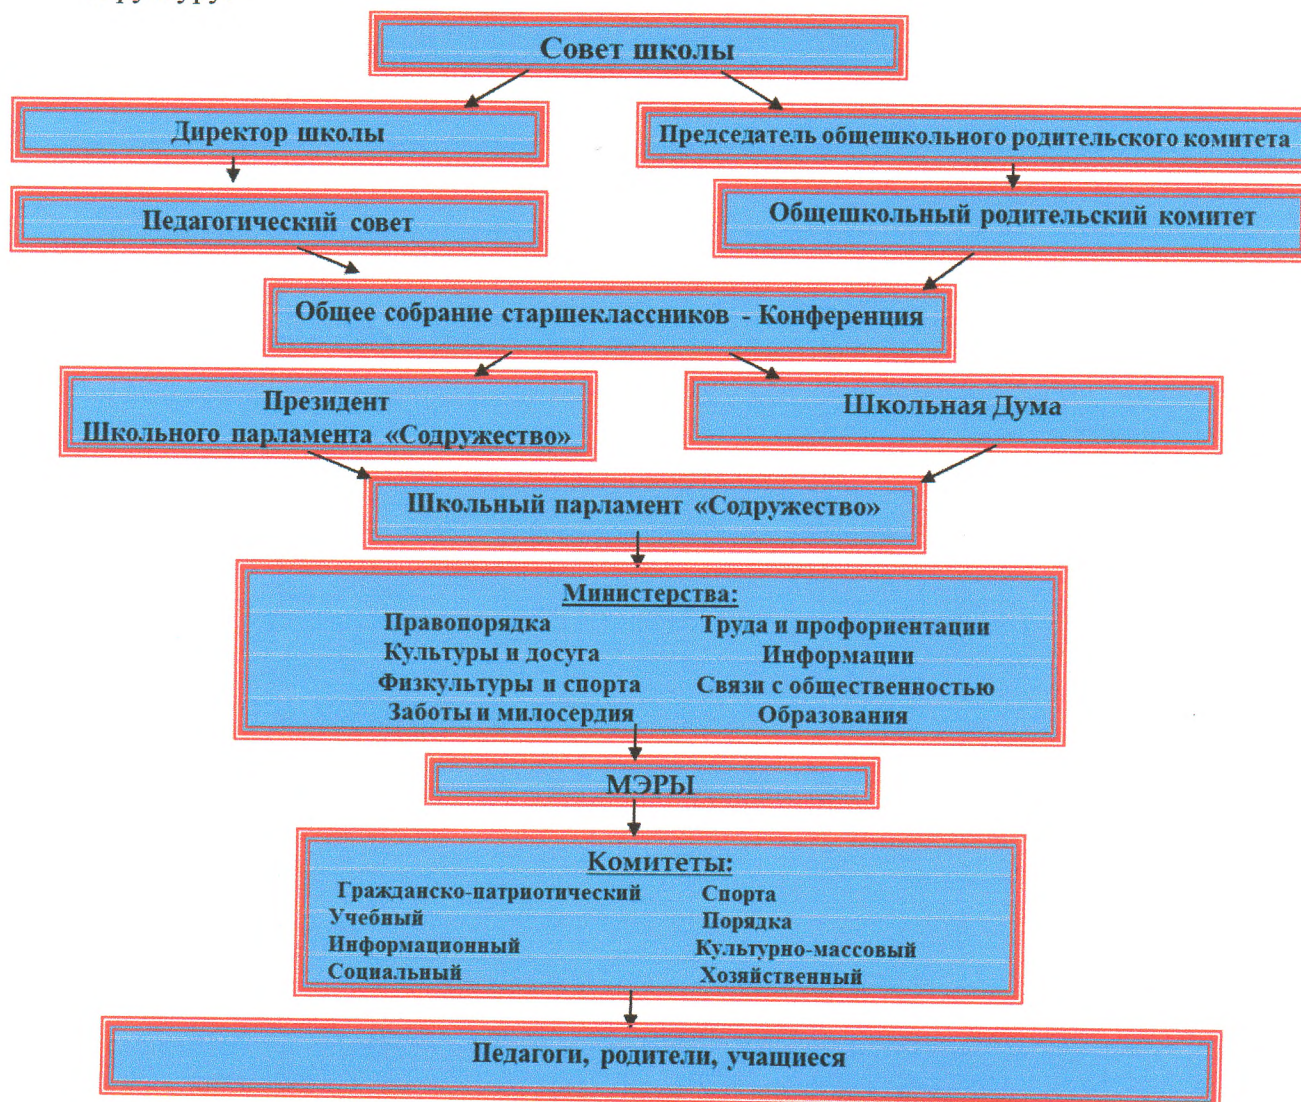 Совет школы
Директор школы
Председатель общешкольного родительского комитета
Педагогический совет
Общешкольный родительский комитет
Общее собрание старшеклассников - Конференция
Президент
Школьного парламента «Содружество»
Школьная Дума
Школьный парламент «Содружество»
Министерства:
Правопорядка Труда и профориентации
Культуры и досуга Информации
Физкультуры и спорта Связи с общественностью
Заботы и милосердия Образования
МЭРЫ
Комитеты:
Гражданско-патриотический Спорта
Учебный Порядка
Информационный Культурно-массовый
Социальный Хозяйственный
Педагоги, родители, учащиеся